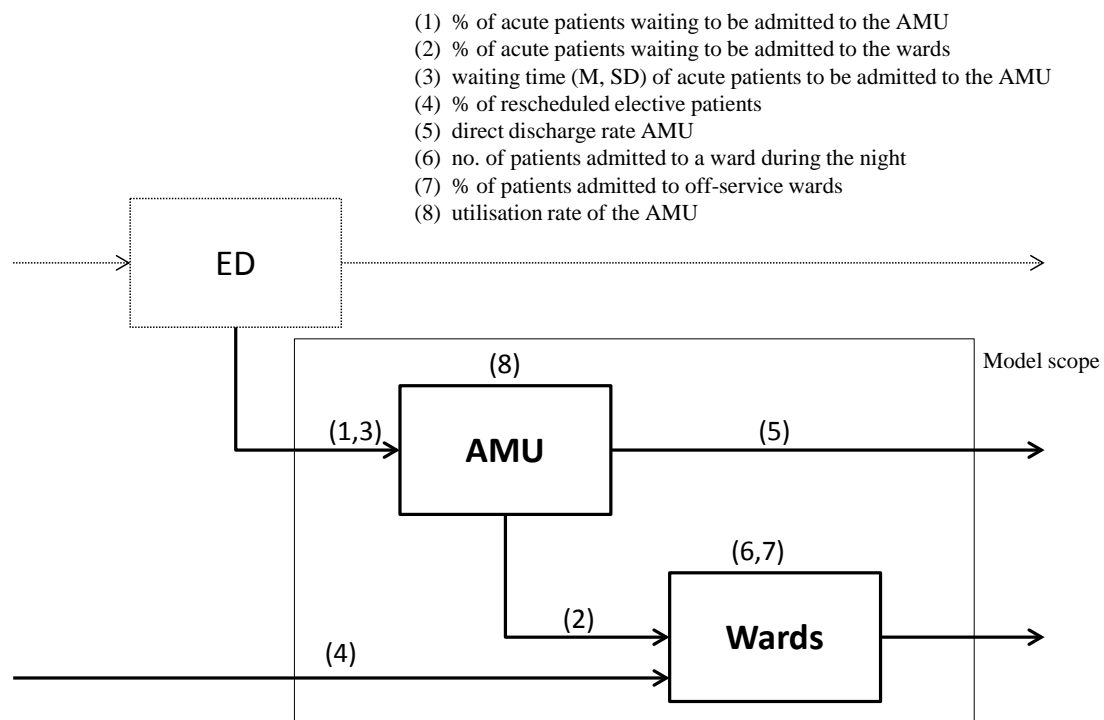 (1) % of acute patients waiting to be admitted to the AMU
(2) % of acute patients waiting to be admitted to the wards
(3) waiting time (M, SD) of acute patients to be admitted to the AMU
(4) % of rescheduled elective patients
(5) direct discharge rate AMU
(6) no. of patients admitted to a ward during the night
(7) % of patients admitted to off-service wards
(8) utilisation rate of the AMU
ED
Model scope
(8)
(1,3)
AMU
(5)
(6,7)
(2)
Wards
(4)